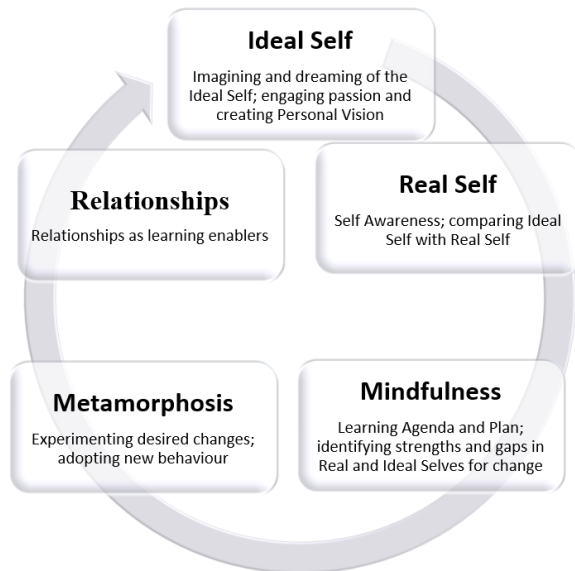 Ideal Self
Imagining and dreaming of the
Ideal Self; engaging passion and
creating Personal Vision
Real Self
Self Awareness; comparing Ideal
Self with Real Self
Mindfulness
Learning Agenda and Plan;
identifying strengths and gaps in
Real and Ideal Selves for change
Metamorphosis
Experimenting desired changes;
adopting new behaviour
Relationships
Relationships as learning enablers